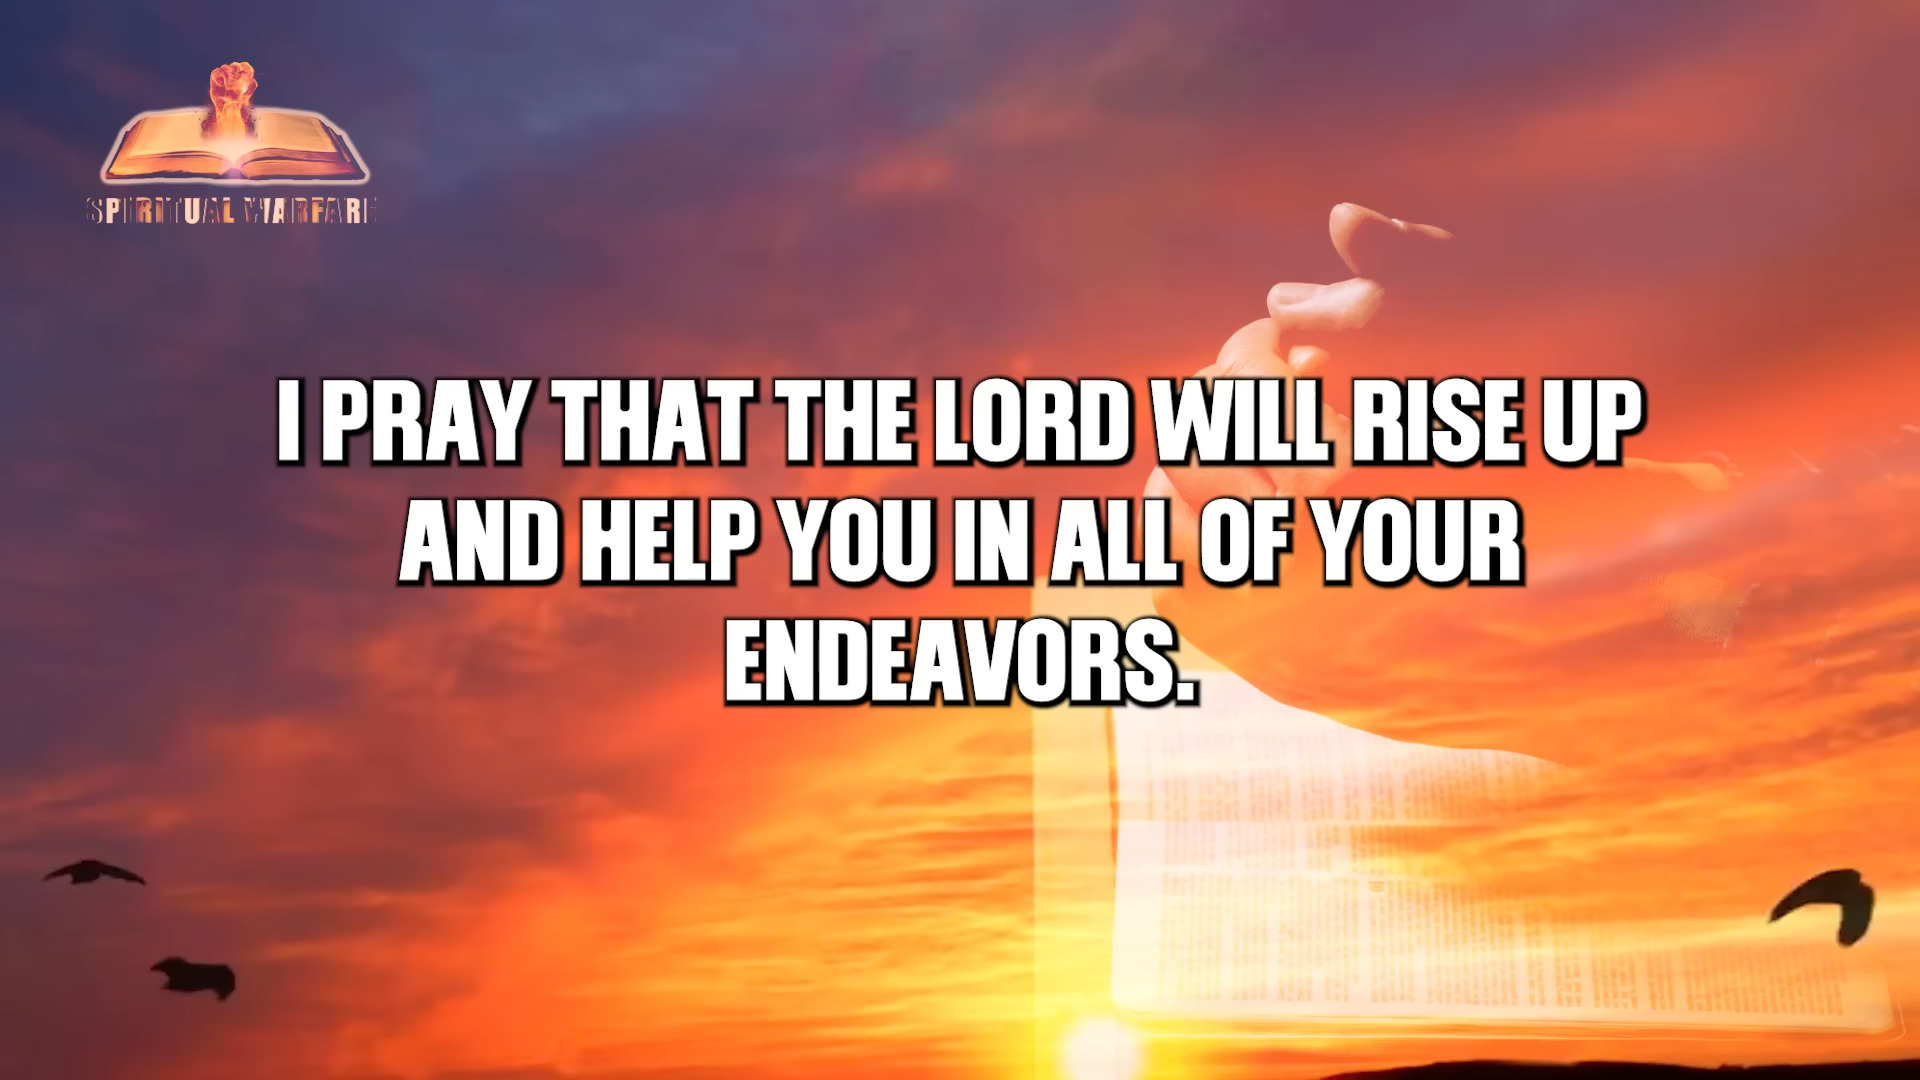 SPIRITUAL WARFARE
I PRAY THAT THE LORD WILL RISE UP
AND HELP YOU IN ALL OF YOUR
ENDEAVORS.